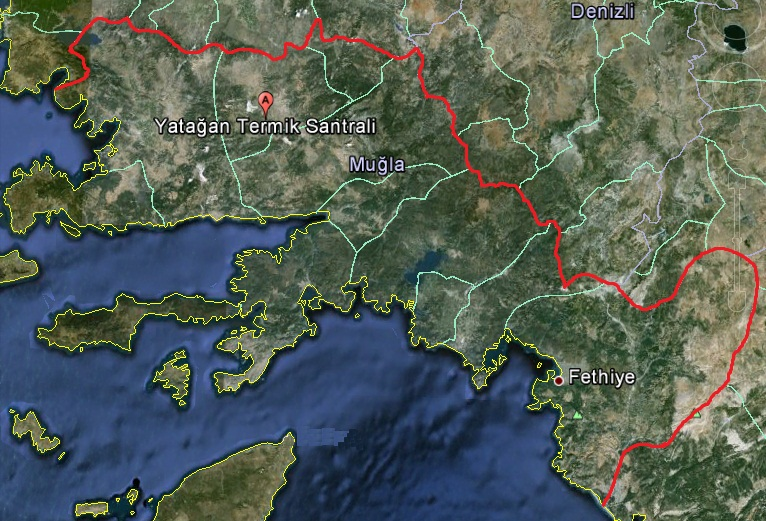 Denizli
A
Yatağan Termik Santrali
Muğla
Fethiye